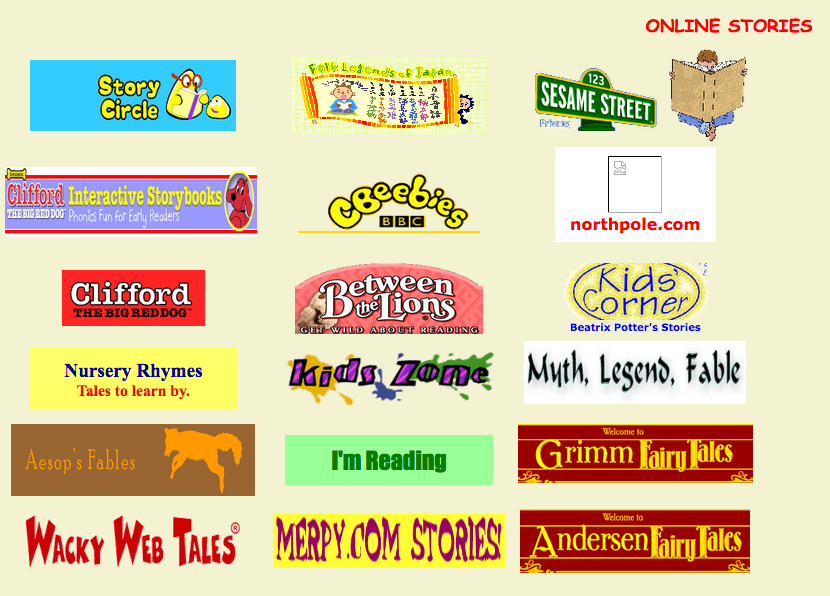 ONLINE STORIES
Story
Circle
Folk Legends of Japan
123
SESAME STREET
Clifford
THE BIG RED DOG™
Interactive Storybooks
Phonics Fun for Early Readers
CBeebies
BBC
northpole.com
Clifford
THE BIG RED DOG™
Between
the Lions®
GET WILD ABOUT READING
Kids'
Corner
Beatrix Potter's Stories
Nursery Rhymes
Tales to learn by.
Kids Zone
Myth, Legend, Fable
Aesop's Fables
I'm Reading
Welcome to
Grimm Fairy Tales
Wacky Web Tales®
MERPY.COM STORIES!
Welcome to
Andersen Fairy Tales